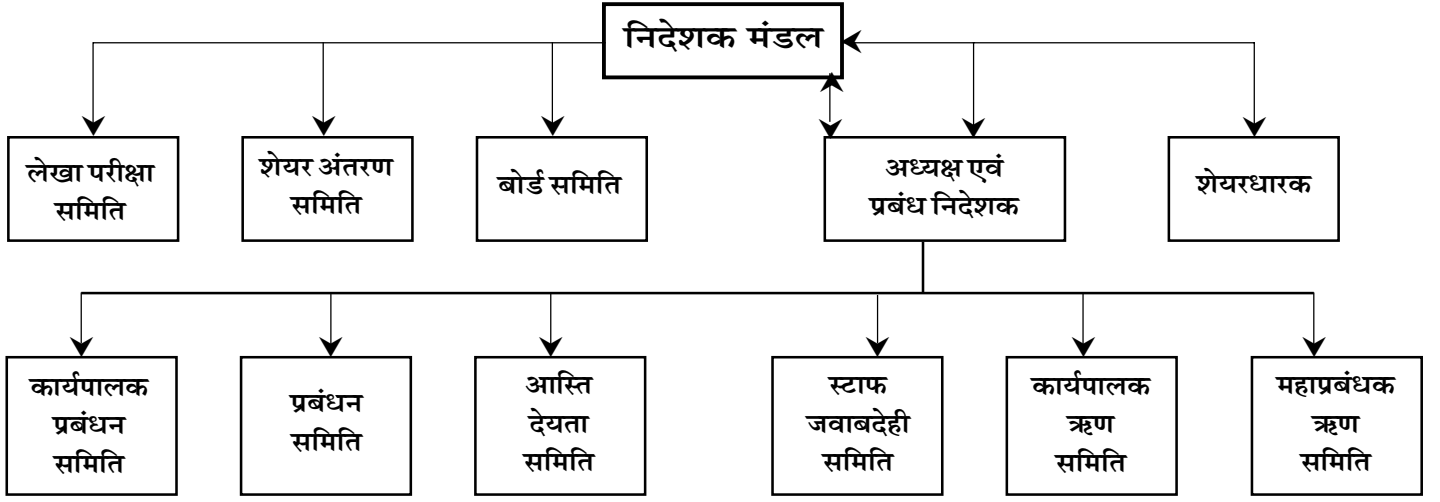 निदेशक मंडल
लेखा परीक्षा
समिति
शेयर अंतरण
समिति
बोर्ड समिति
अध्यक्ष एवं
प्रबंध निदेशक
शेयरधारक
कार्यपालक
प्रबंधन
समिति
प्रबंधन
समिति
आस्ति
देयता
समिति
स्टाफ
जवाबदेही
समिति
कार्यपालक
ऋण
समिति
महाप्रबंधक
ऋण
समिति